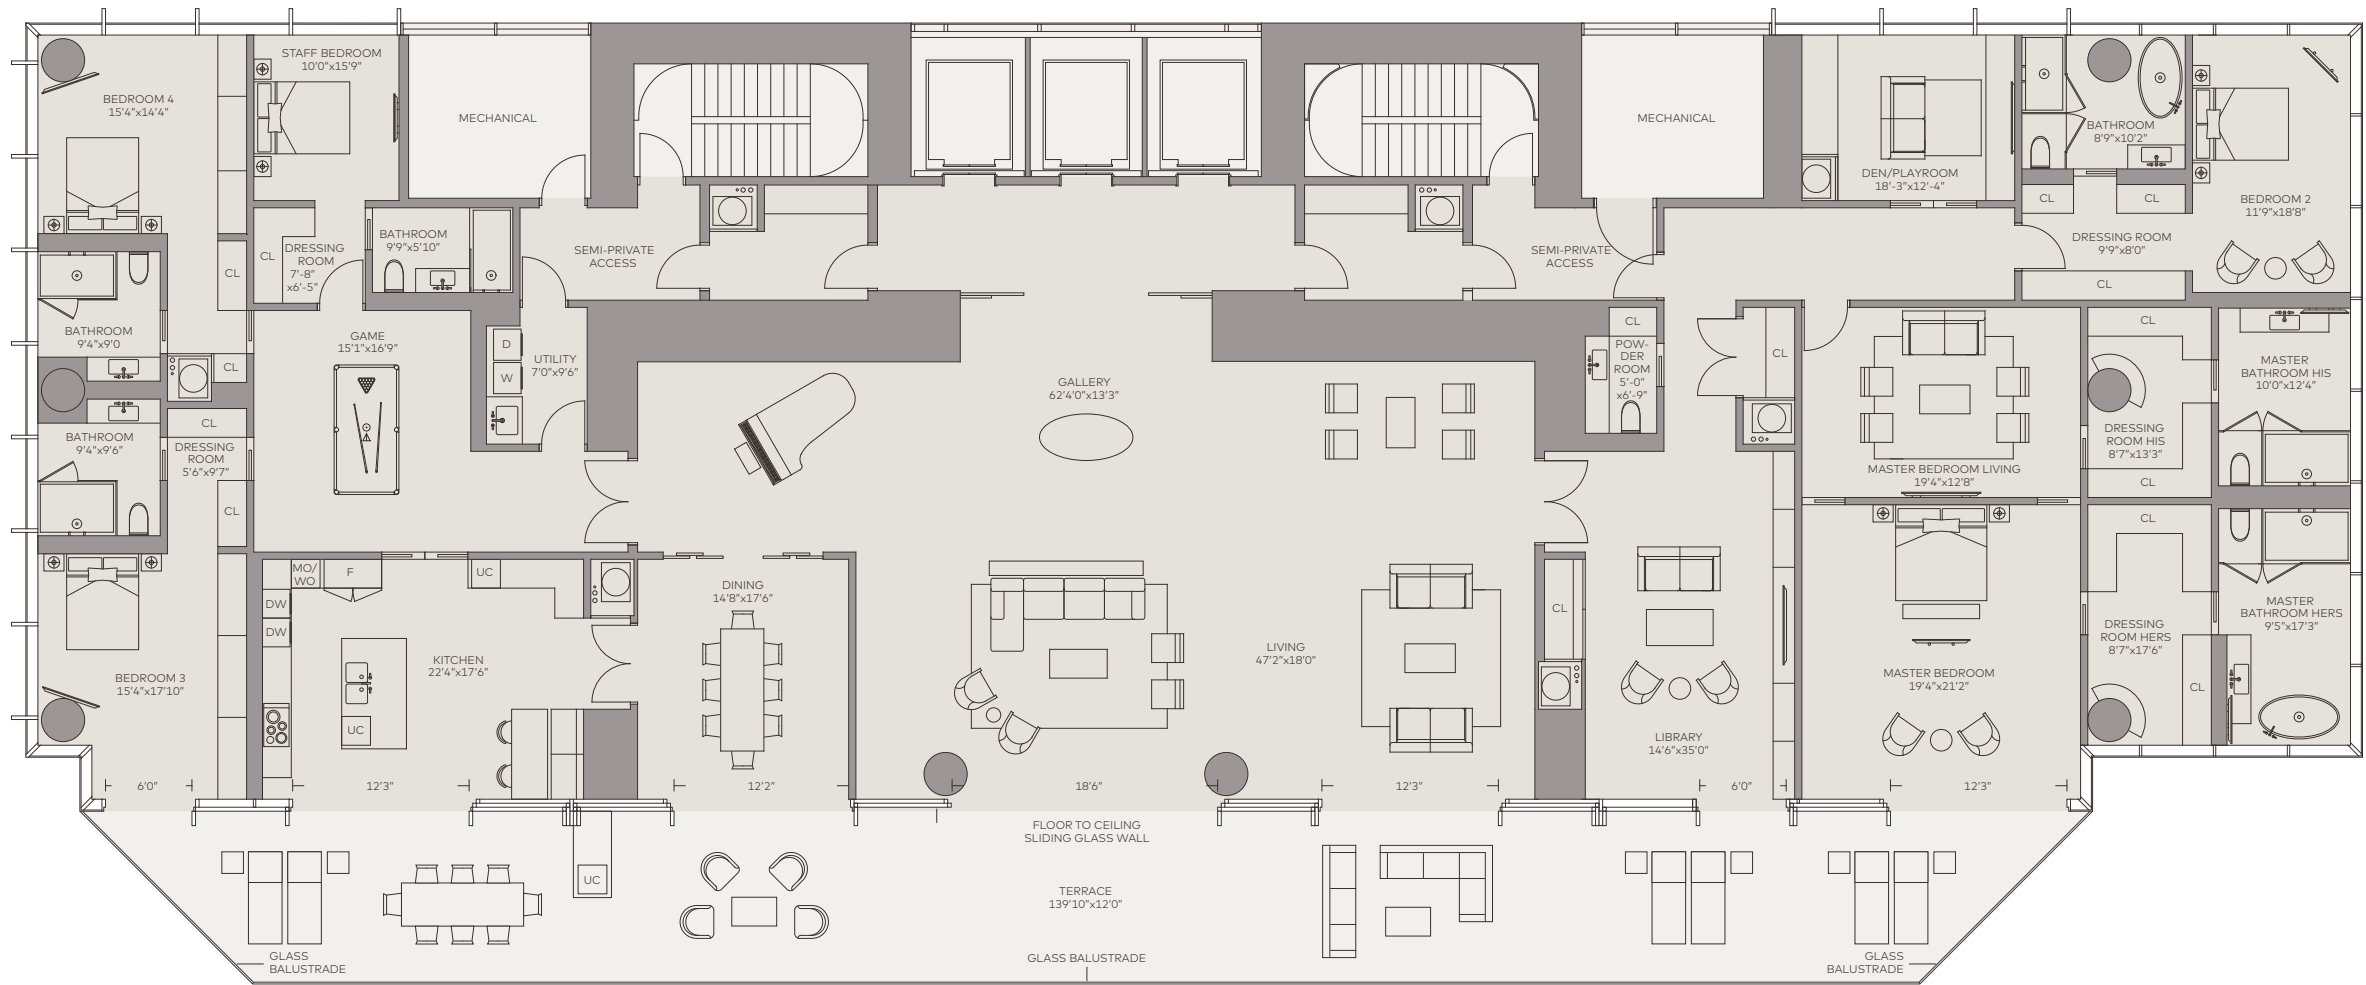 BEDROOM 4
15'4"x14'4"
STAFF BEDROOM
10'0"x15'9"
MECHANICAL
MECHANICAL
DEN/PLAYROOM
18'-3"x12'-4"
BATHROOM
8'9"x10'2"
BEDROOM 2
11'9"x18'8"
CL
CL
DRESSING ROOM
9'9"x8'0"
CL
CL
CL
DRESSING
ROOM
7'-8"
x6'-5"
BATHROOM
9'9"x5'10"
SEMI-PRIVATE
ACCESS
SEMI-PRIVATE
ACCESS
BATHROOM
9'4"x9'0
CL
GAME
15'1"x16'9"
D
W
UTILITY
7'0"x9'6"
GALLERY
62'4'0"x13'3"
CL
POW-
DER
ROOM
5'-0"
x6'-9"
CL
CL
MASTER
BATHROOM HIS
10'0"x12'4"
DRESSING
ROOM HIS
8'7"x13'3"
CL
MASTER BEDROOM LIVING
19'4"x12'8"
BATHROOM
9'4"x9'6"
CL
DRESSING
ROOM
5'6"x9'7"
CL
CL
MASTER
BATHROOM HERS
9'5"x17'3"
DRESSING
ROOM HERS
8'7"x17'6"
CL
MASTER BEDROOM
19'4"x21'2"
MO/
WO
F
UC
DW
DW
KITCHEN
22'4"x17'6"
UC
DINING
14'8"x17'6"
LIVING
47'2"x18'0"
CL
LIBRARY
14'6"x35'0"
BEDROOM 3
15'4"x17'10"
6'0"
12'3"
12'2"
18'6"
12'3"
6'0"
12'3"
FLOOR TO CEILING
SLIDING GLASS WALL
UC
TERRACE
139'10"x12'0"
GLASS
BALUSTRADE
GLASS BALUSTRADE
GLASS
BALUSTRADE